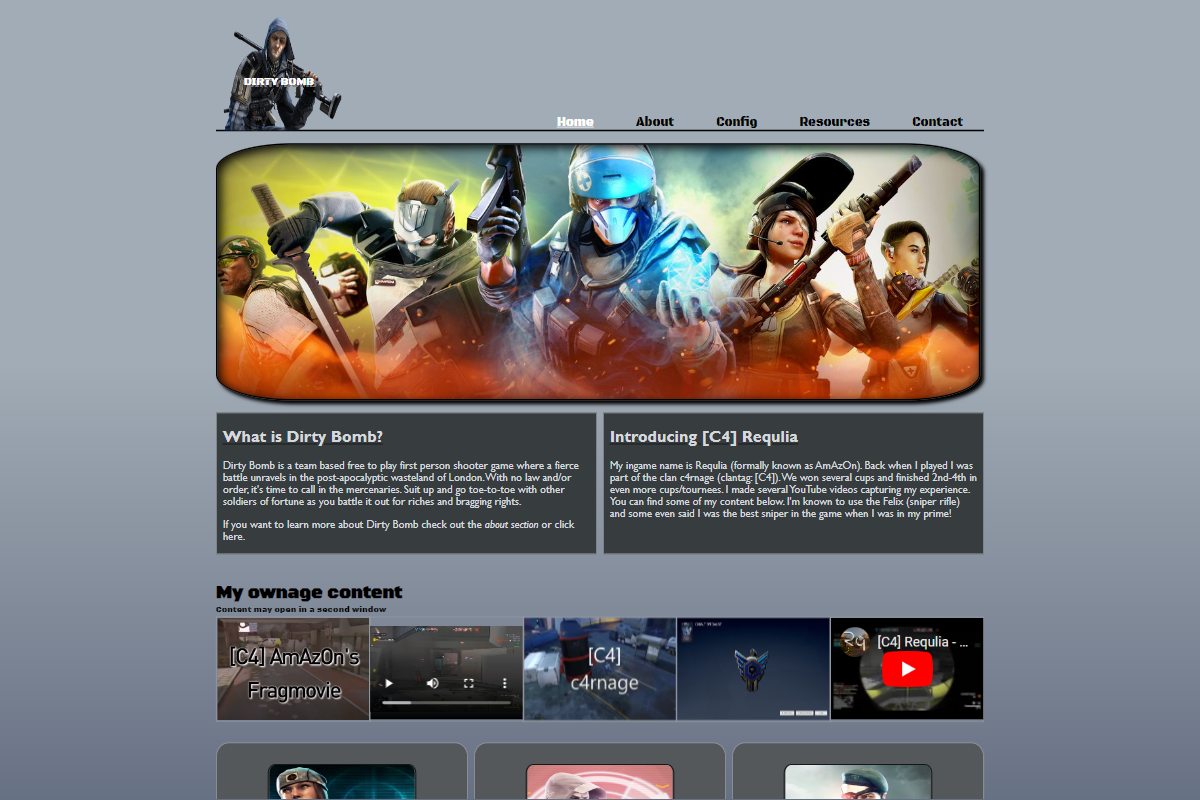 DIRTY BOMB
Home About Config Resources Contact
What is Dirty Bomb?
Dirty Bomb is a team based free to play first person shooter game where a fierce
battle unravels in the post-apocalyptic wasteland of London. With no law and/or
order, it's time to call in the mercenaries. Suit up and go toe-to-toe with other
soldiers of fortune as you battle it out for riches and bragging rights.
If you want to learn more about Dirty Bomb check out the about section or click
here.
Introducing [C4] Requlia
My ingame name is Requlia (formally known as AmAzOn). Back when I played I was
part of the clan c4rnage (clantag: [C4]). We won several cups and finished 2nd-4th in
even more cups/tournees. I made several YouTube videos capturing my experience.
You can find some of my content below. I'm known to use the Felix (sniper rifle)
and some even said I was the best sniper in the game when I was in my prime!
My ownage content
Content may open in a second window
[C4] AmAzOn's
Fragmovie
[C4]
c4rnage
[C4] Requlia - ...